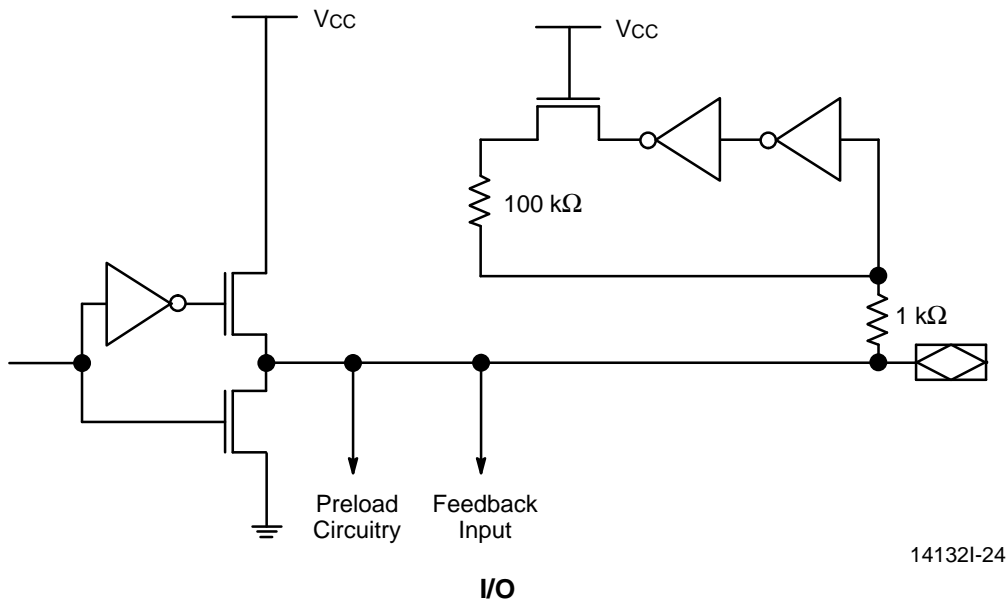 VCC
VCC
100 kΩ
1 kΩ
Preload
Circuitry
Feedback
Input
14132I-24
I/O